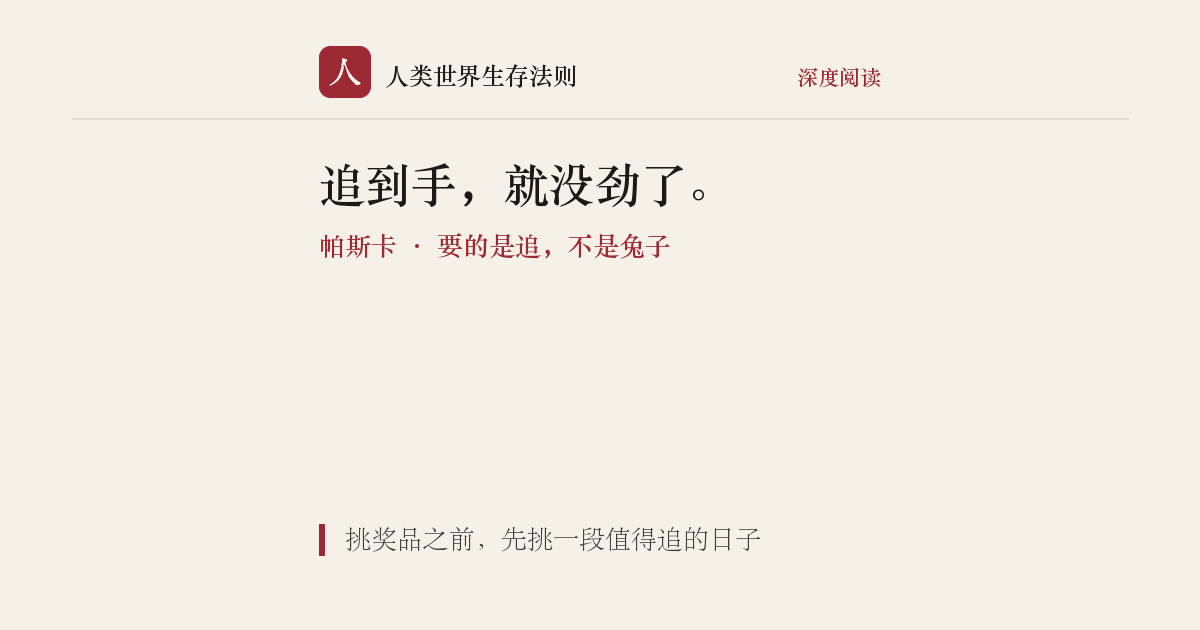 人 人类世界生存法则 深度阅读
追到手，就没劲了。
帕斯卡 · 要的是追，不是兔子
挑奖品之前，先挑一段值得追的日子